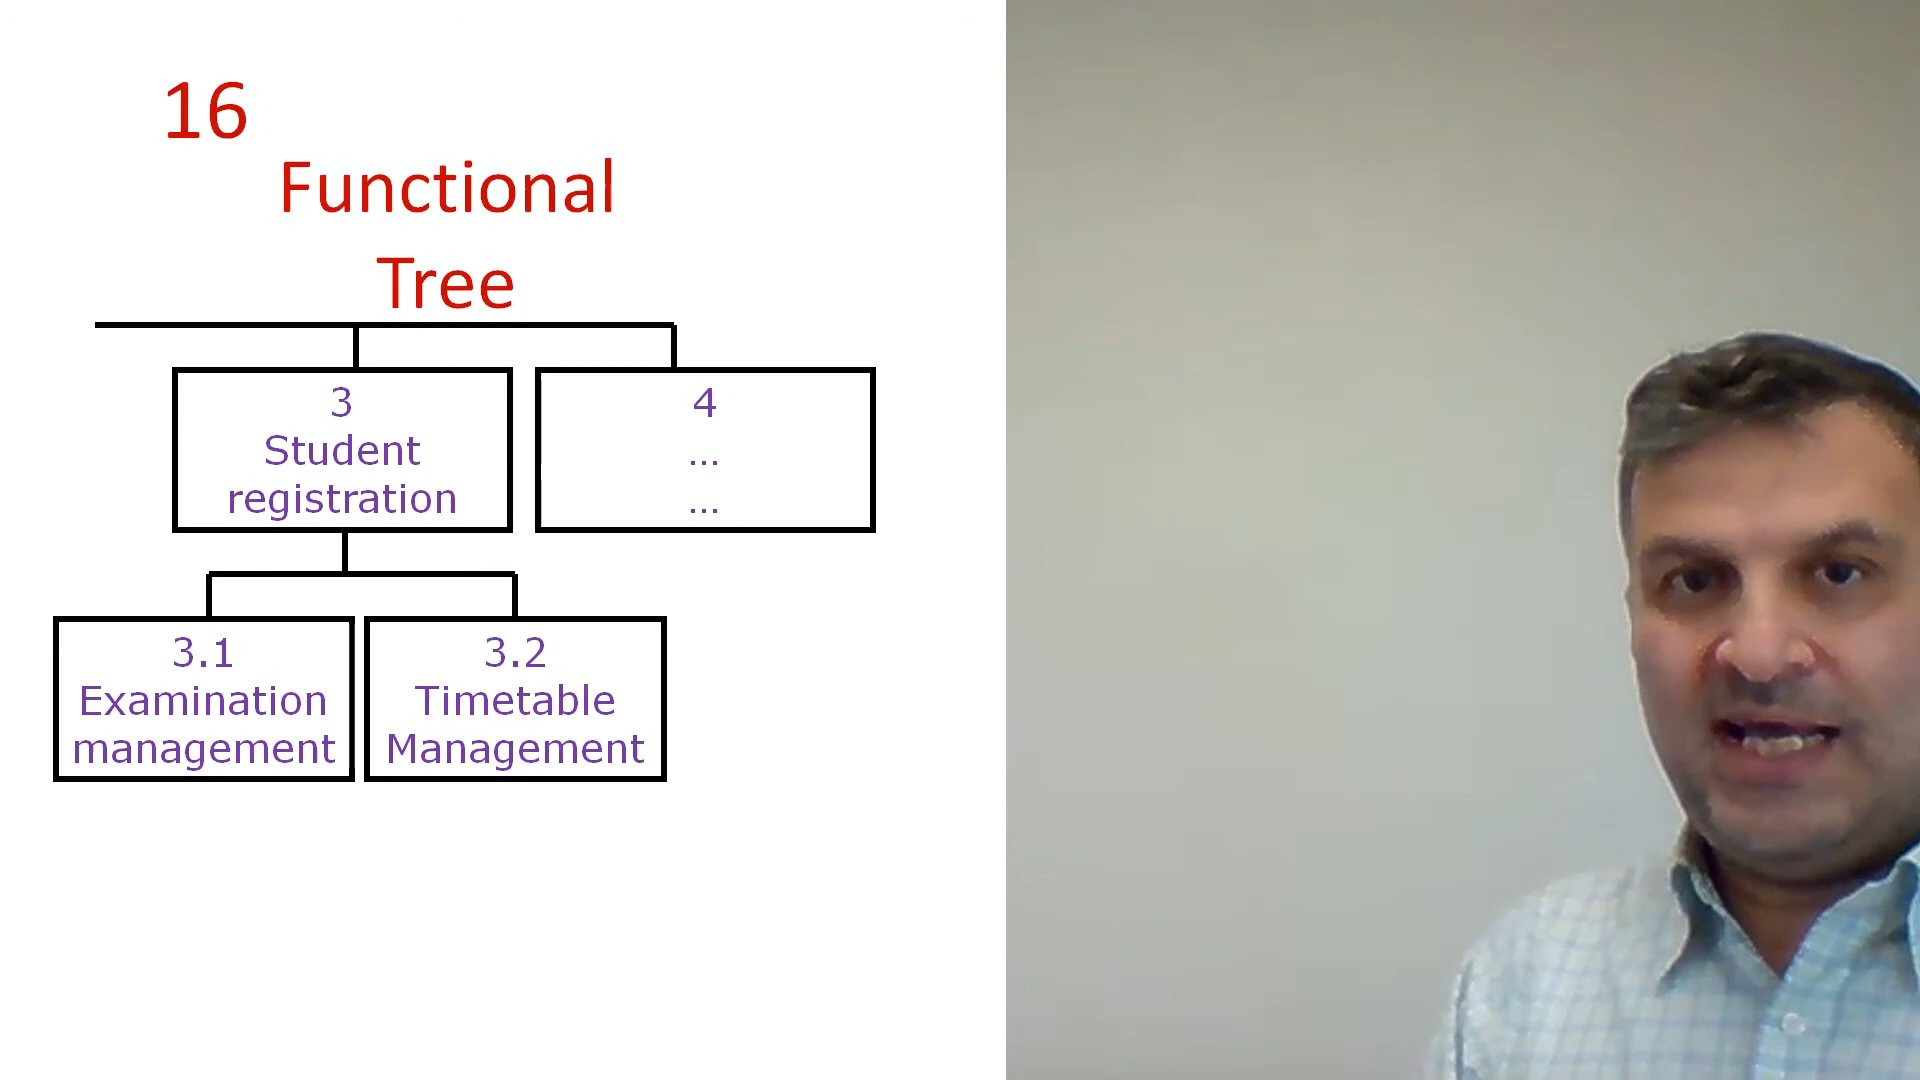 16
Functional
Tree
3
Student
registration
4
...
...
3.1
Examination
management
3.2
Timetable
Management